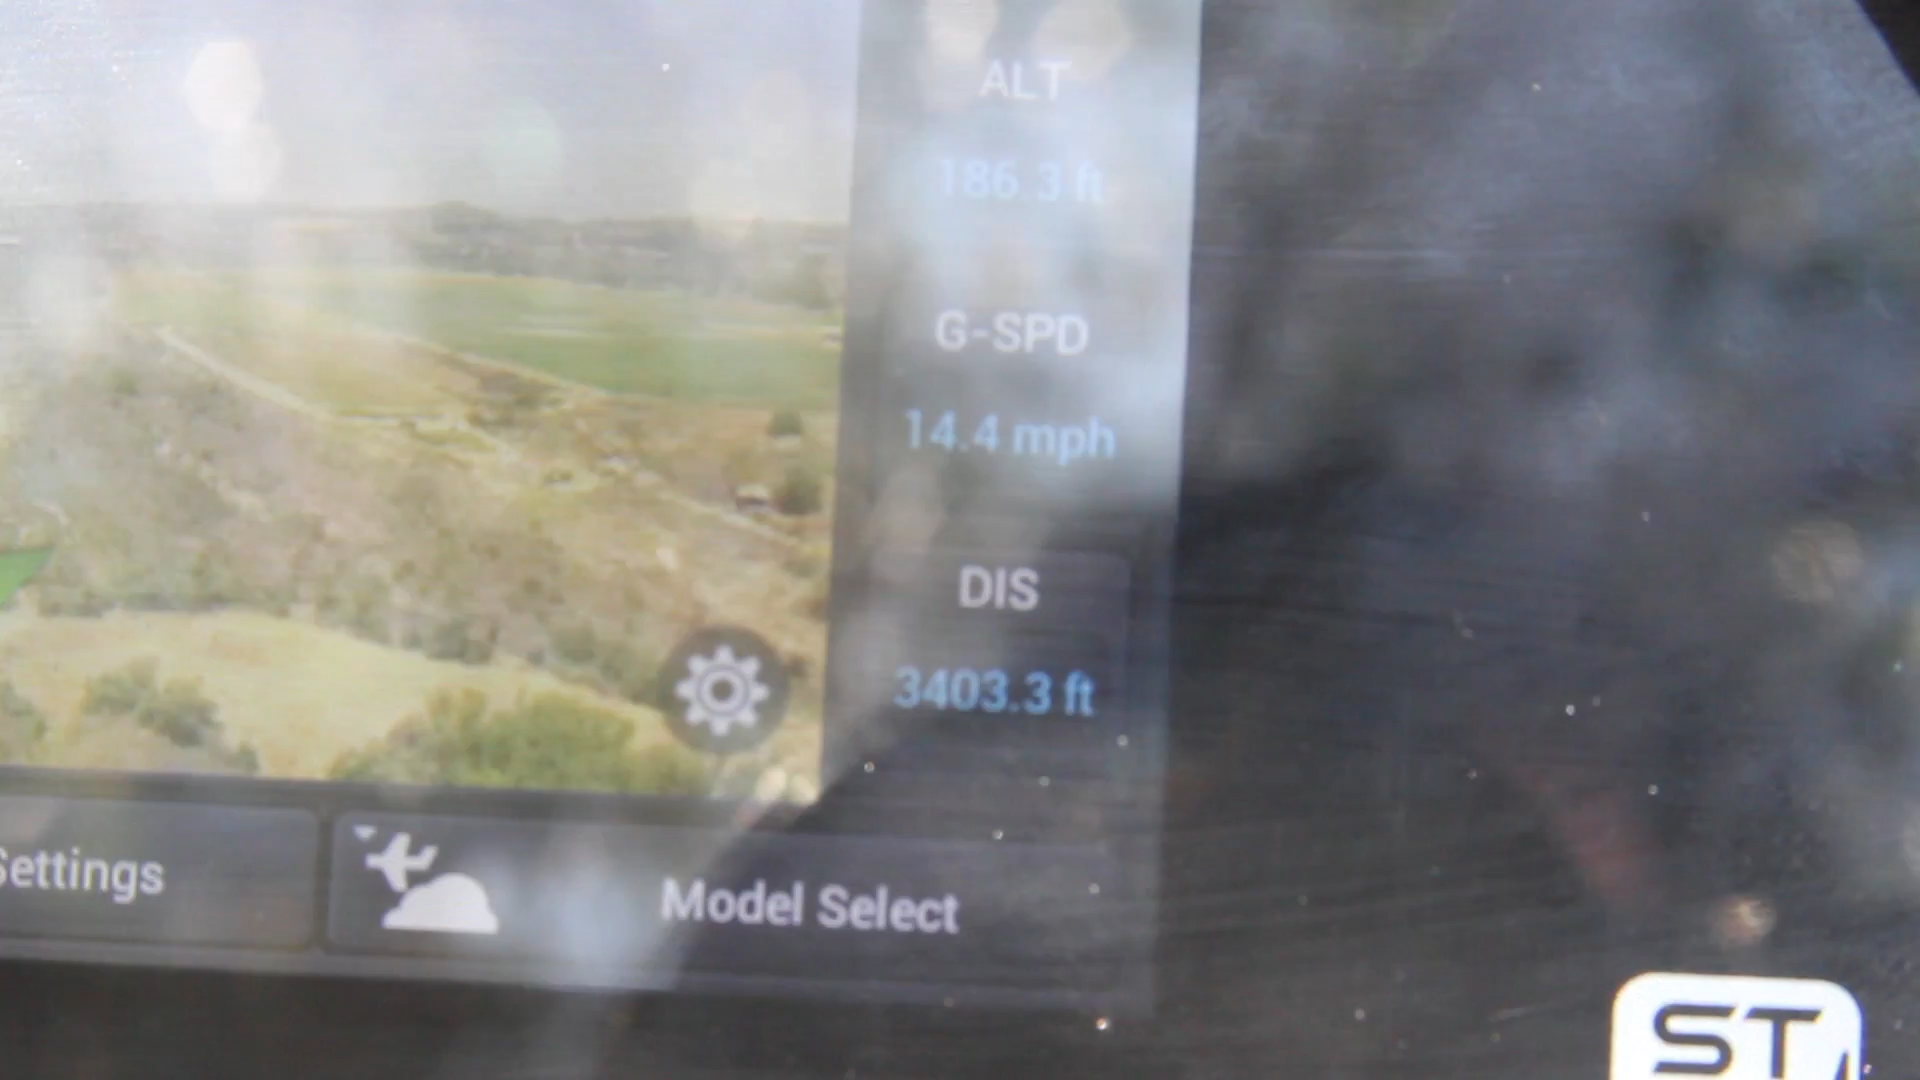 ALT
186.3 ft
G-SPD
14.4 mph
DIS
3403.3 ft
Settings
Model Select
ST